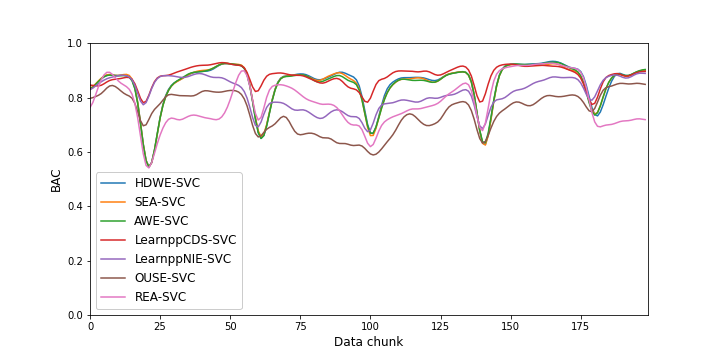 1.0
0.8
0.6
0.4
0.2
0.0
BAC
HDWE-SVC
SEA-SVC
AWE-SVC
LearnppCDS-SVC
LearnppNIE-SVC
OUSE-SVC
REA-SVC
0 25 50 75 100 125 150 175
Data chunk